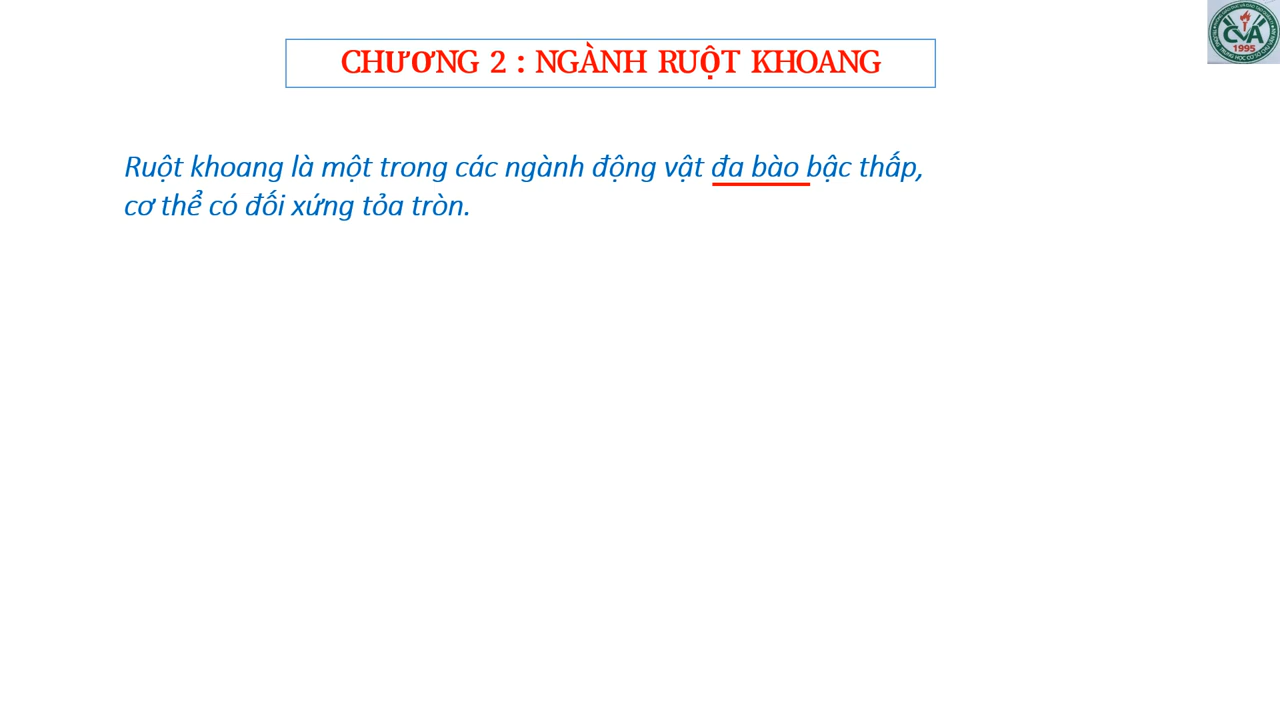 CHƯƠNG 2 : NGÀNH RUỘT KHOANG
CVA
1995
Ruột khoang là một trong các ngành động vật đa bào bậc thấp,
cơ thể có đối xứng tỏa tròn.